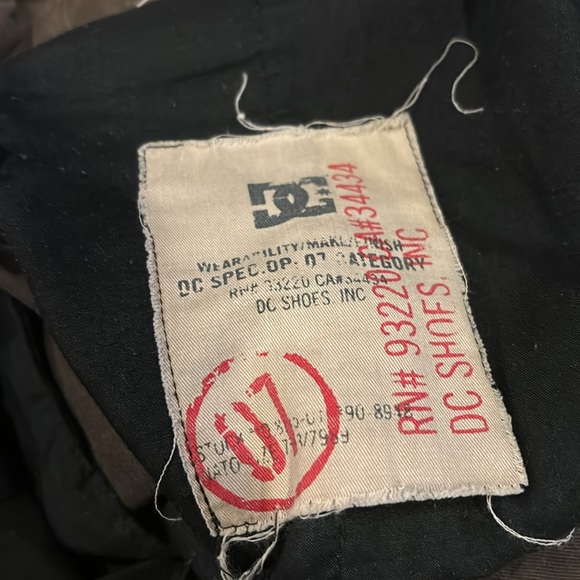 DC
WEARABILITY/MAKE/FINISH
DC SPEC.OP. 07 CATEGORY
RN# 93220 CA#34434
DC SHOES, INC
RN# 93220 CA#34434
DC SHOES, INC
07
NATO